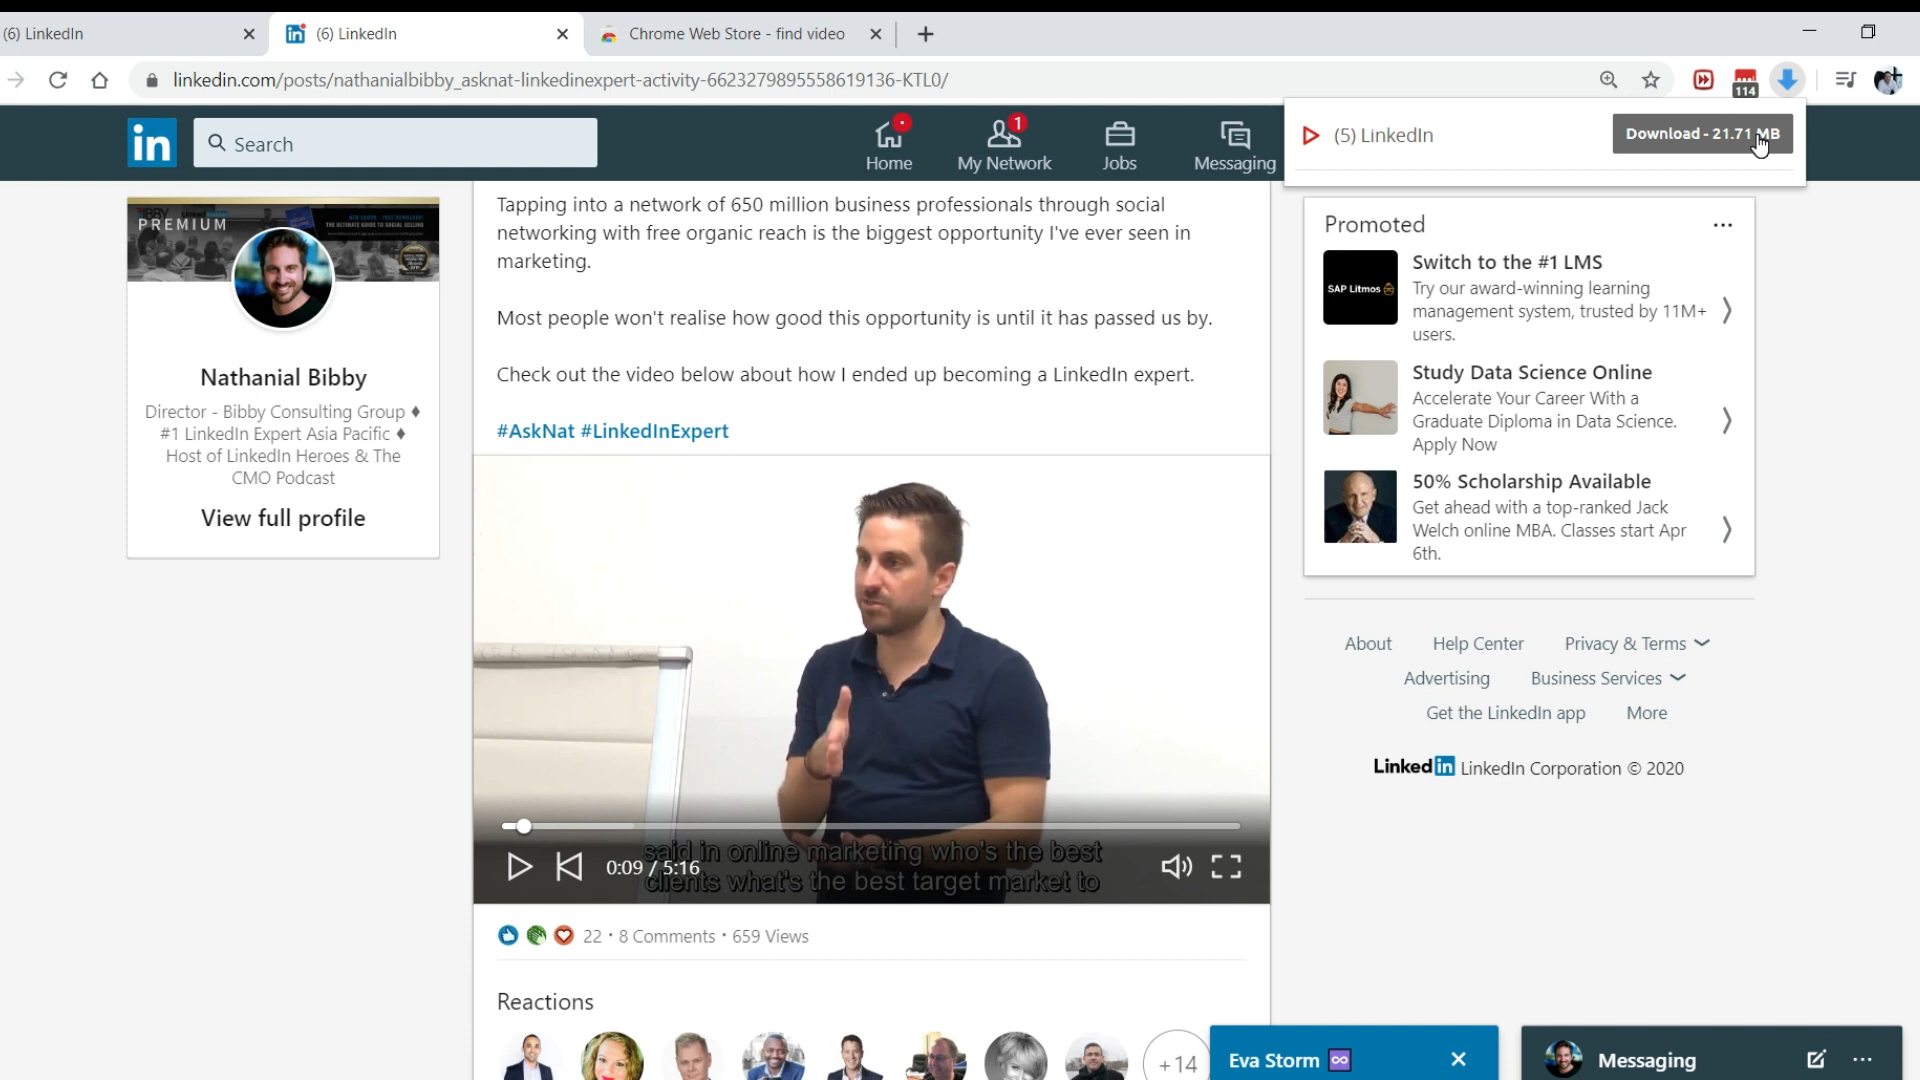 (6) LinkedIn
(6) LinkedIn
Chrome Web Store - find video
linkedin.com/posts/nathanialbibby_asknat-linkedinexpert-activity-6623279895558619136-KTL0/
114
in
Search
Home
1
My Network
Jobs
Messaging
(5) LinkedIn
Download - 21.71 MB
PREMIUM
Nathanial Bibby
Director - Bibby Consulting Group ♦
#1 LinkedIn Expert Asia Pacific ♦
Host of LinkedIn Heroes & The
CMO Podcast
View full profile
Tapping into a network of 650 million business professionals through social
networking with free organic reach is the biggest opportunity I've ever seen in
marketing.
Most people won't realise how good this opportunity is until it has passed us by.
Check out the video below about how I ended up becoming a LinkedIn expert.
#AskNat #LinkedInExpert
said in online marketing who's the best
clients what's the best target market to
0:09 / 5:16
22 · 8 Comments · 659 Views
Reactions
+14
Promoted
SAP Litmos
Switch to the #1 LMS
Try our award-winning learning
management system, trusted by 11M+
users.
Study Data Science Online
Accelerate Your Career With a
Graduate Diploma in Data Science.
Apply Now
50% Scholarship Available
Get ahead with a top-ranked Jack
Welch online MBA. Classes start Apr
6th.
About Help Center Privacy & Terms
Advertising Business Services
Get the LinkedIn app More
LinkedIn LinkedIn Corporation © 2020
Eva Storm
Messaging